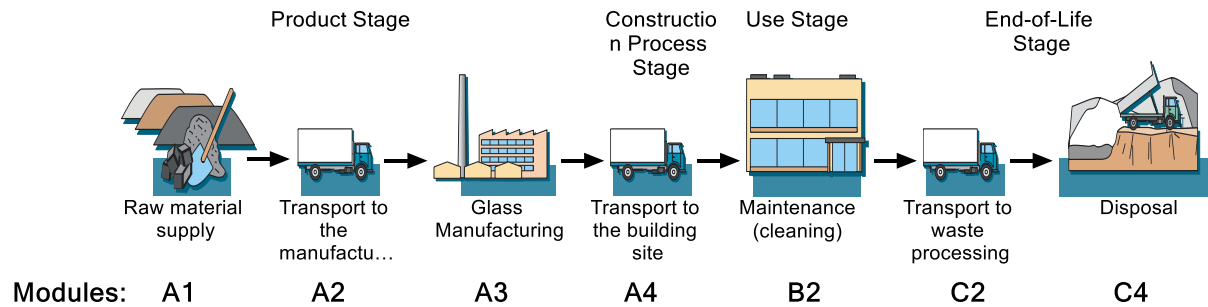 Product Stage
Constructio
n Process
Stage
Use Stage
End-of-Life
Stage
Raw material
supply
Transport to
the
manufactu…
Glass
Manufacturing
Transport to
the building
site
Maintenance
(cleaning)
Transport to
waste
processing
Disposal
Modules: A1 A2 A3 A4 B2 C2 C4